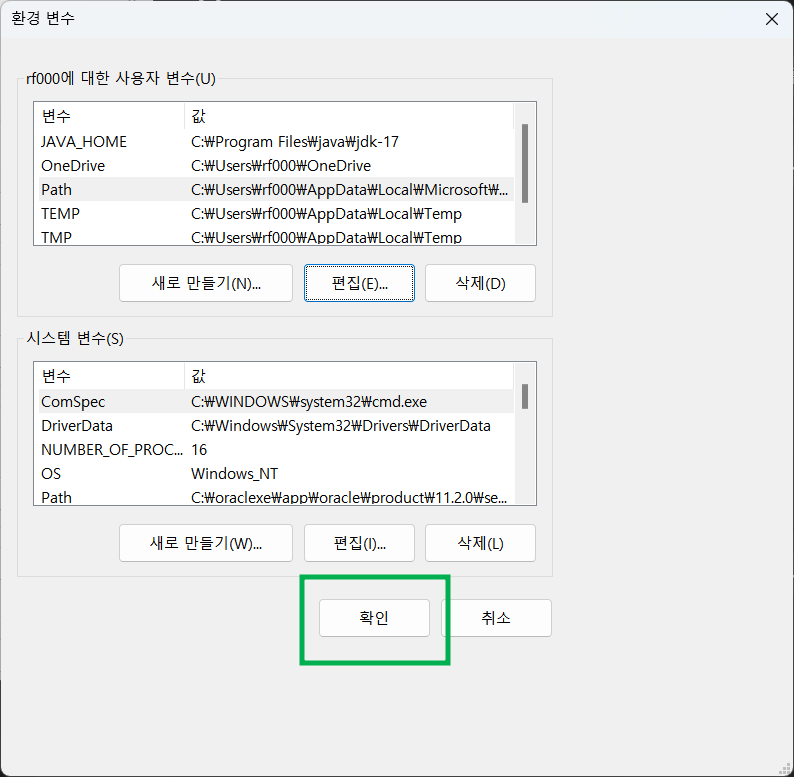 환경 변수
rf000에 대한 사용자 변수(U)
변수 값
JAVA_HOME C:₩Program Files₩java₩jdk-17
OneDrive C:₩Users₩rf000₩OneDrive
Path C:₩Users₩rf000₩AppData₩Local₩Microsoft₩...
TEMP C:₩Users₩rf000₩AppData₩Local₩Temp
TMP C:₩Users₩rf000₩AppData₩Local₩Temp
새로 만들기(N)... 편집(E)... 삭제(D)
시스템 변수(S)
변수 값
ComSpec C:₩WINDOWS₩system32₩cmd.exe
DriverData C:₩Windows₩System32₩Drivers₩DriverData
NUMBER_OF_PROC... 16
OS Windows_NT
Path C:₩oraclexe₩app₩oracle₩product₩11.2.0₩se...
새로 만들기(W)... 편집(I)... 삭제(L)
확인 취소